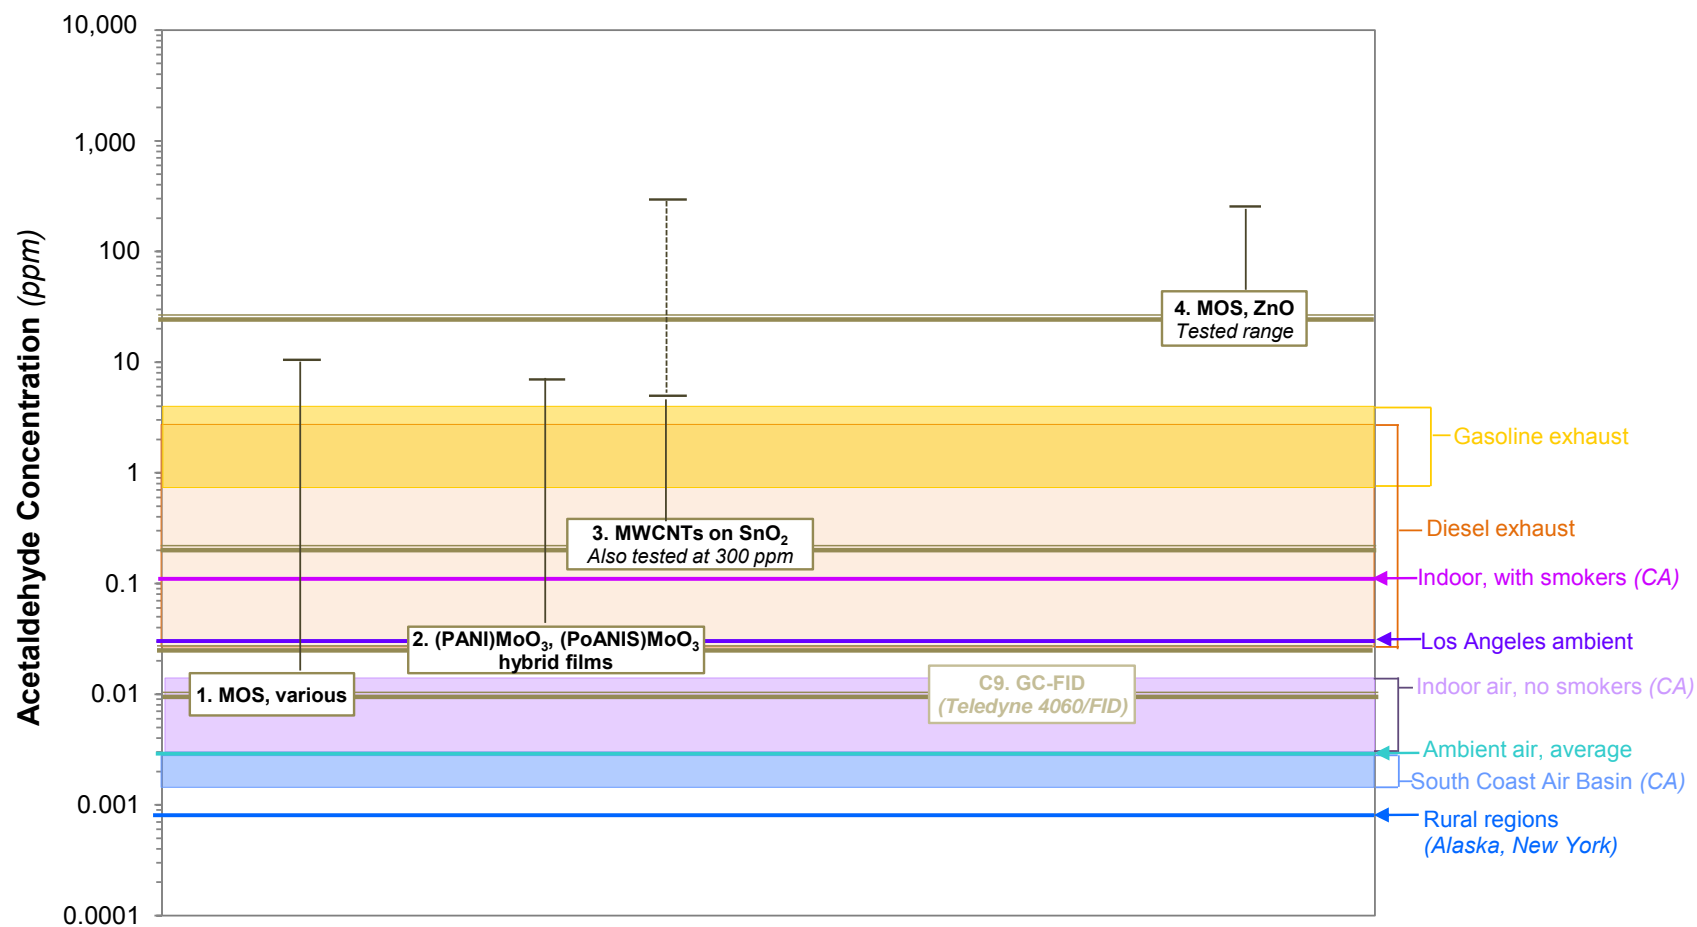 Acetaldehyde Concentration (ppm)
10,000
1,000
100
10
1
0.1
0.01
0.001
0.0001
4. MOS, ZnO
Tested range
3. MWCNTs on SnO₂
Also tested at 300 ppm
2. (PANI)MoO₃, (PoANIS)MoO₃
hybrid films
1. MOS, various
C9. GC-FID
(Teledyne 4060/FID)
Gasoline exhaust
Diesel exhaust
Indoor, with smokers (CA)
Los Angeles ambient
Indoor air, no smokers (CA)
Ambient air, average
South Coast Air Basin (CA)
Rural regions
(Alaska, New York)